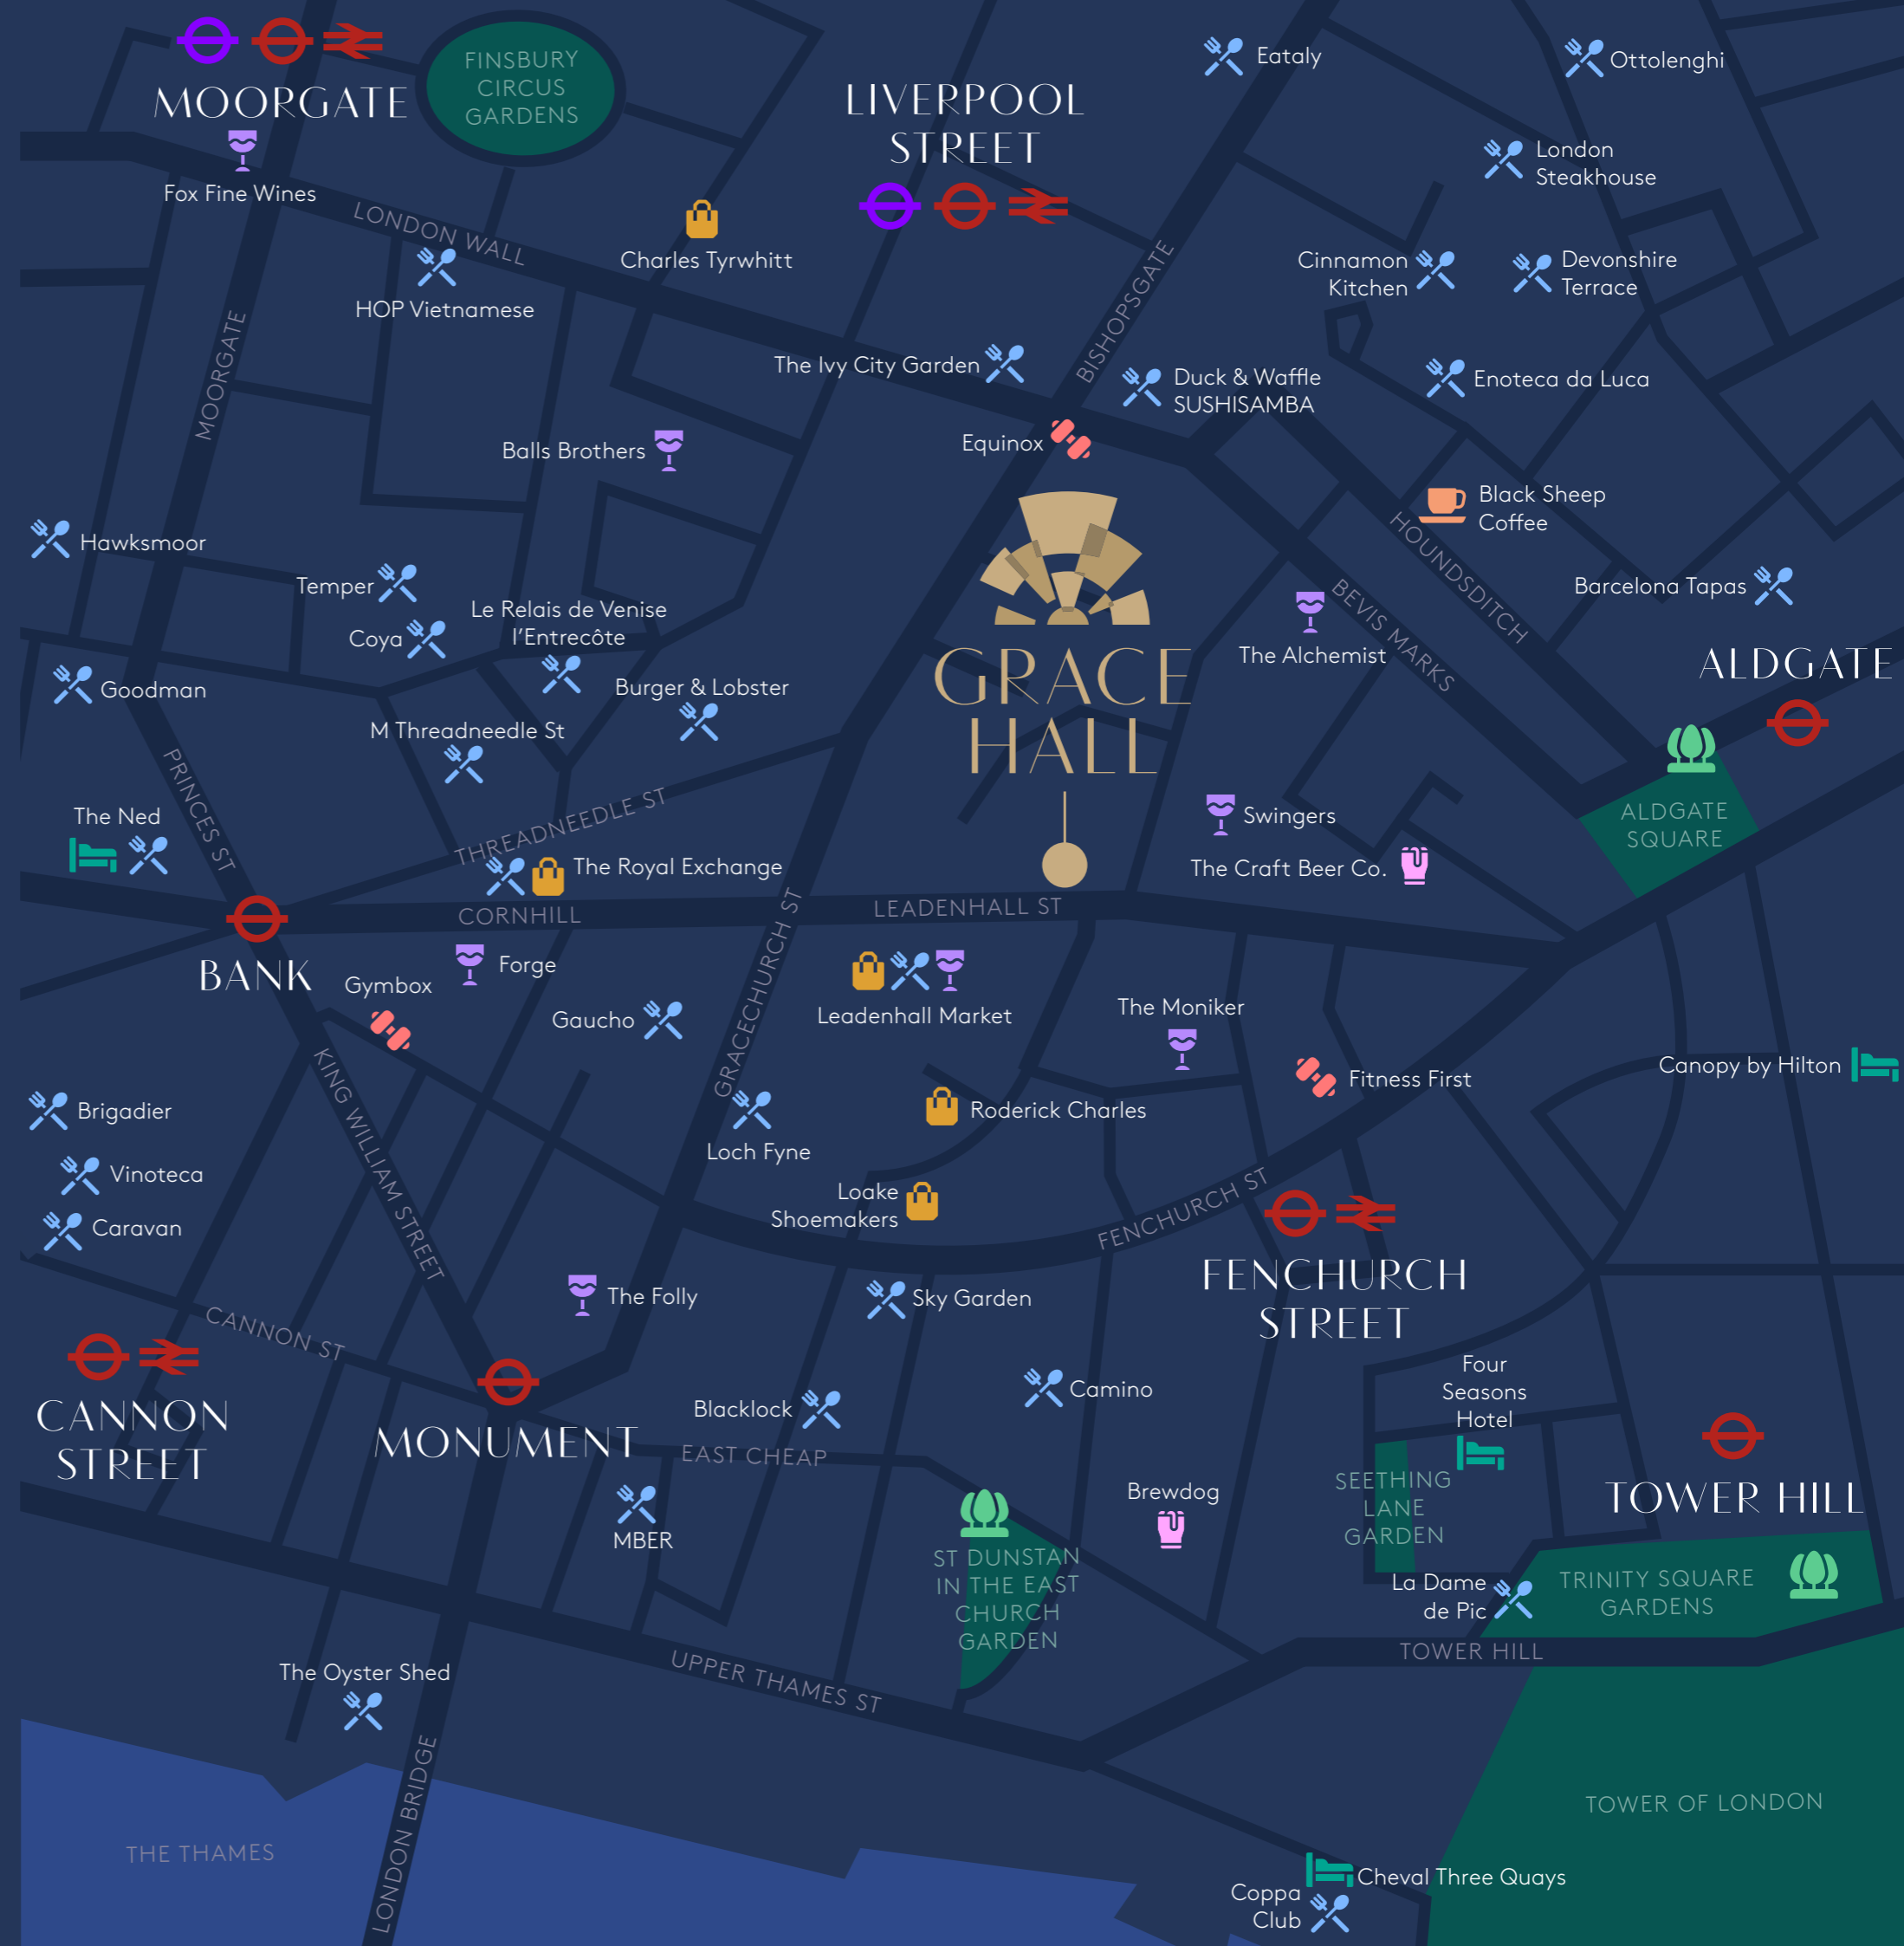 MOORGATE
FINSBURY
CIRCUS
GARDENS
LIVERPOOL
STREET
Eataly
Ottolenghi
London
Steakhouse
Fox Fine Wines
LONDON WALL
Charles Tyrwhitt
HOP Vietnamese
MOORGATE
BISHOPSGATE
Cinnamon
Kitchen
Devonshire
Terrace
The Ivy City Garden
Duck & Waffle
SUSHISAMBA
Enoteca da Luca
Equinox
Balls Brothers
Black Sheep
Coffee
HOUNDSDITCH
Hawksmoor
Temper
Le Relais de Venise
l’Entrecôte
Coya
BEVIS MARKS
Barcelona Tapas
The Alchemist
ALDGATE
Goodman
Burger & Lobster
M Threadneedle St
GRACE
HALL
PRINCES ST
THREADNEEDLE ST
The Ned
Swingers
The Craft Beer Co.
ALDGATE
SQUARE
The Royal Exchange
CORNHILL
LEADENHALL ST
BANK
Forge
Gymbox
Gaucho
GRACECHURCH ST
Leadenhall Market
The Moniker
Fitness First
Canopy by Hilton
KING WILLIAM STREET
Brigadier
Vinoteca
Caravan
Loch Fyne
Roderick Charles
Loake
Shoemakers
FENCHURCH ST
FENCHURCH
STREET
The Folly
Sky Garden
CANNON ST
CANNON
STREET
MONUMENT
Blacklock
Camino
EAST CHEAP
Four
Seasons
Hotel
TOWER HILL
SEETHING
LANE
GARDEN
Brewdog
MBER
ST DUNSTAN
IN THE EAST
CHURCH
GARDEN
La Dame
de Pic
TRINITY SQUARE
GARDENS
TOWER HILL
UPPER THAMES ST
The Oyster Shed
LONDON BRIDGE
THE THAMES
TOWER OF LONDON
Cheval Three Quays
Coppa
Club